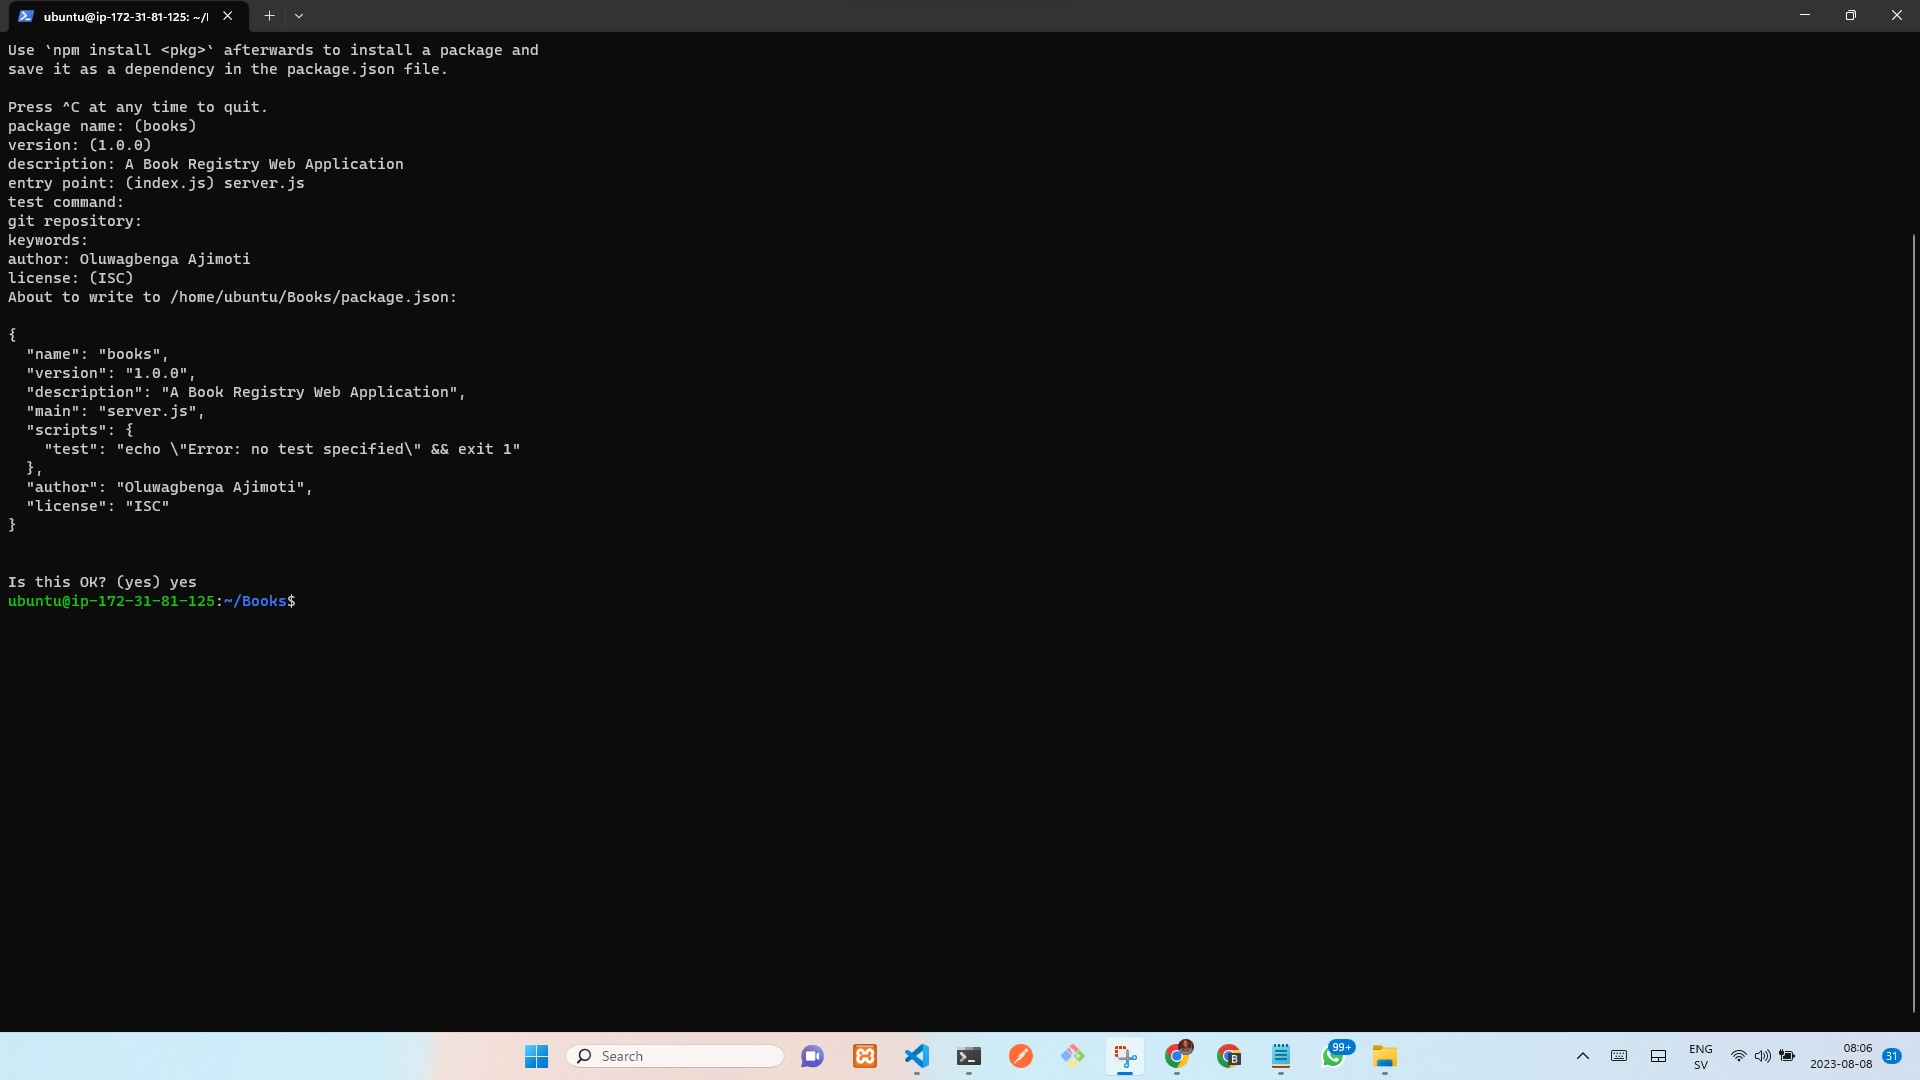 ubuntu@ip-172-31-81-125: ~/
Use `npm install <pkg>` afterwards to install a package and
save it as a dependency in the package.json file.
Press ^C at any time to quit.
package name: (books)
version: (1.0.0)
description: A Book Registry Web Application
entry point: (index.js) server.js
test command:
git repository:
keywords:
author: Oluwagbenga Ajimoti
license: (ISC)
About to write to /home/ubuntu/Books/package.json:
{
  "name": "books",
  "version": "1.0.0",
  "description": "A Book Registry Web Application",
  "main": "server.js",
  "scripts": {
    "test": "echo \"Error: no test specified\" && exit 1"
  },
  "author": "Oluwagbenga Ajimoti",
  "license": "ISC"
}
Is this OK? (yes) yes
ubuntu@ip-172-31-81-125:~/Books$
Search
B
99+
ENG
SV
08:06
2023-08-08
31